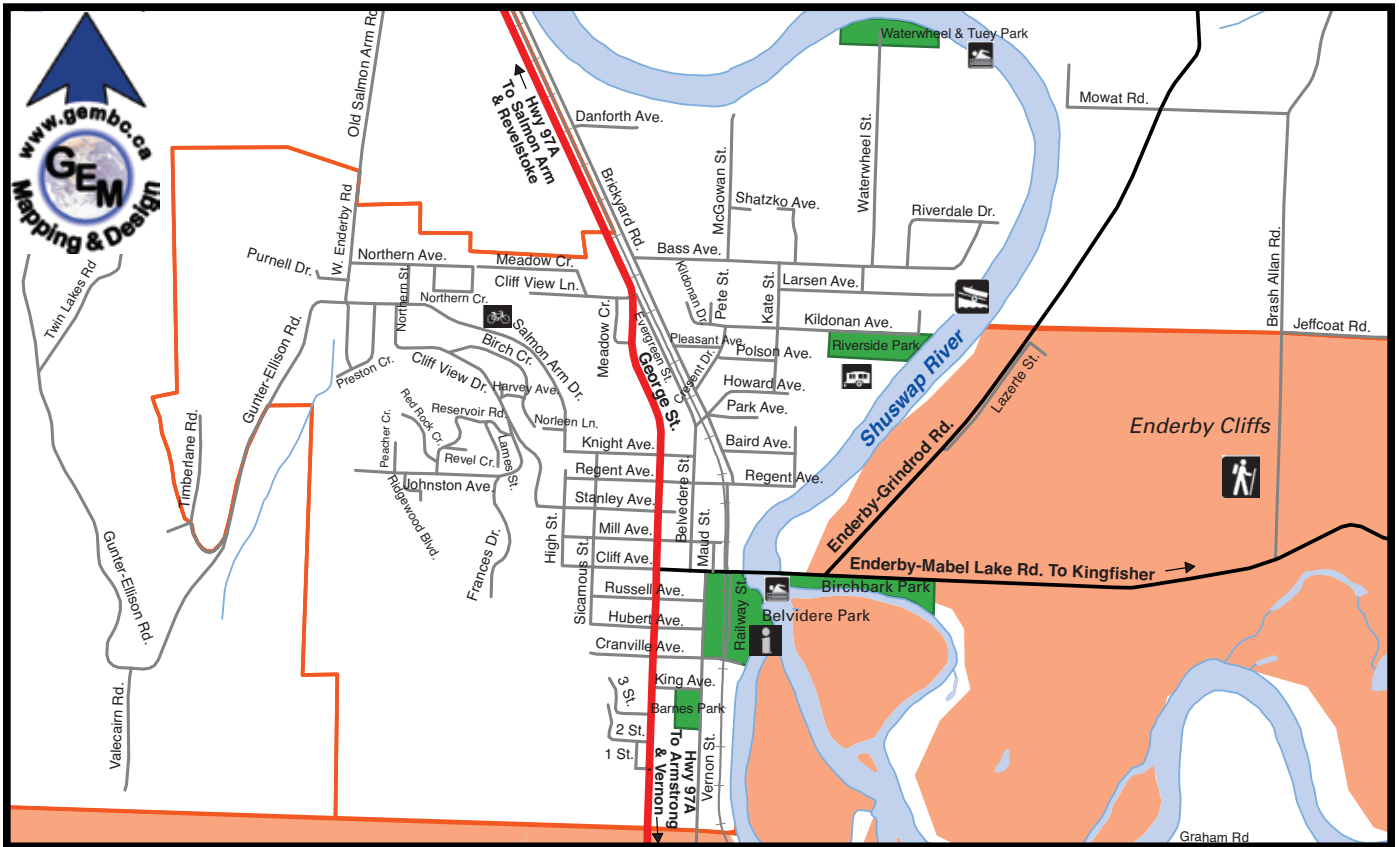 www.gembc.ca
GEM
Mapping & Design
Old Salmon Arm Rd
Hwy 97A
To Salmon Arm
& Revelstoke
Danforth Ave.
Brickyard Rd.
Waterwheel & Tuey Park
Mowat Rd.
McGowan St.
Shatzko Ave.
Waterwheel St.
Riverdale Dr.
Bass Ave.
Larsen Ave.
Brash Allan Rd.
Jeffcoat Rd.
Twin Lakes Rd
Purnell Dr.
W. Enderby Rd
Northern Ave.
Northern St.
Northern Cr.
Meadow Cr.
Cliff View Ln.
Meadow Cr.
Kildonan Dr.
Pete St.
Kate St.
Kildonan Ave.
Riverside Park
Pleasant Ave.
Polson Ave.
Evergreen St.
Cresent Dr.
George St.
Howard Ave.
Park Ave.
Baird Ave.
Regent Ave.
Shuswap River
Lazerte St.
Enderby Cliffs
Enderby-Grindrod Rd.
Gunter-Ellison Rd.
Preston Cr.
Salmon Arm Dr.
Birch Cr.
Cliff View Dr.
Harvey Ave.
Norleen Ln.
Reservoir Rd.
Red Rock Cr.
Peacher Cr.
Revel Cr.
Larnes St.
Johnston Ave.
Ridgewood Blvd.
Frances Dr.
Timberlane Rd.
Knight Ave.
Regent Ave.
Stanley Ave.
Mill Ave.
Cliff Ave.
High St.
Sicamous St.
Belvedere St.
Maud St.
Enderby-Mabel Lake Rd. To Kingfisher
Birchbark Park
Belvidere Park
Railway St.
Russell Ave.
Hubert Ave.
Cranville Ave.
King Ave.
Barnes Park
3 St.
2 St.
1 St.
Vernon St.
Hwy 97A
To Armstrong
& Vernon
Gunter-Ellison Rd.
Valecairn Rd.
Graham Rd